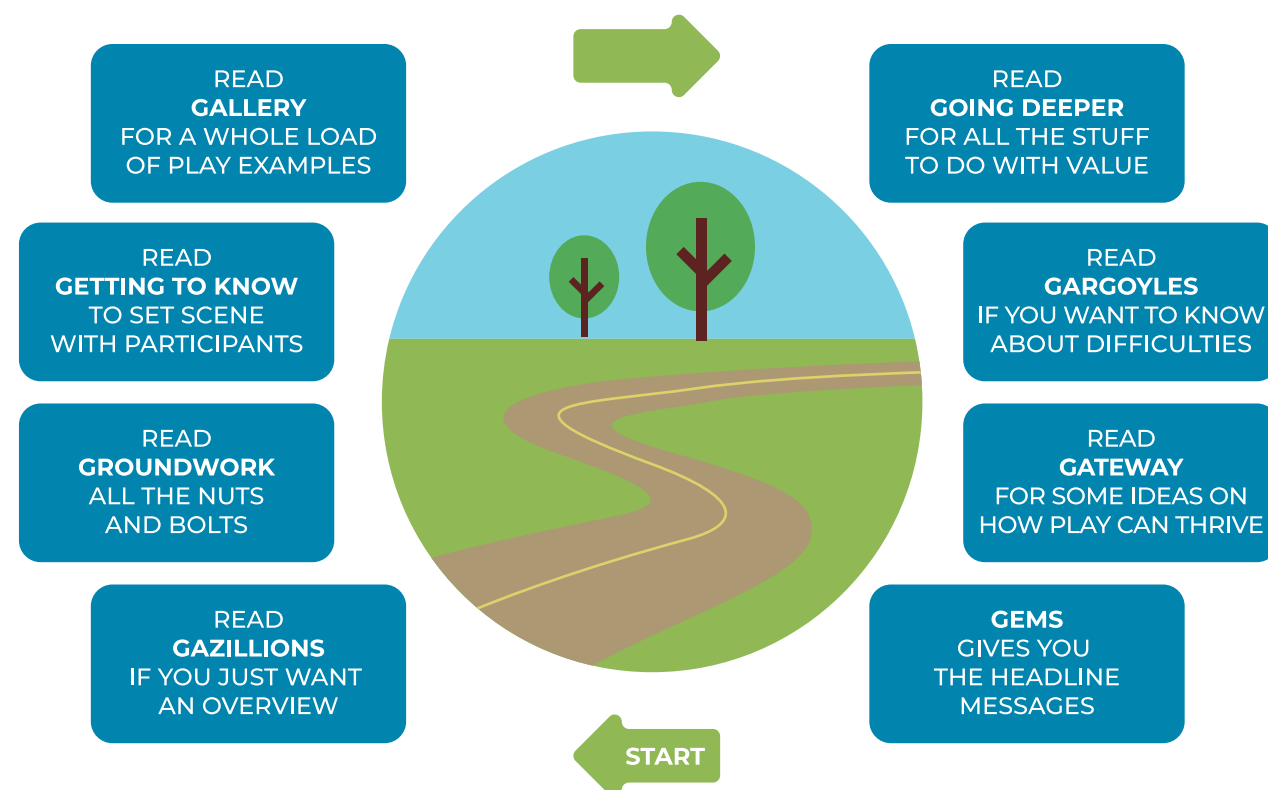 READ
GALLERY
FOR A WHOLE LOAD
OF PLAY EXAMPLES
READ
GOING DEEPER
FOR ALL THE STUFF
TO DO WITH VALUE
READ
GETTING TO KNOW
TO SET SCENE
WITH PARTICIPANTS
READ
GARGOYLES
IF YOU WANT TO KNOW
ABOUT DIFFICULTIES
READ
GROUNDWORK
ALL THE NUTS
AND BOLTS
READ
GATEWAY
FOR SOME IDEAS ON
HOW PLAY CAN THRIVE
READ
GAZILLIONS
IF YOU JUST WANT
AN OVERVIEW
GEMS
GIVES YOU
THE HEADLINE
MESSAGES
START